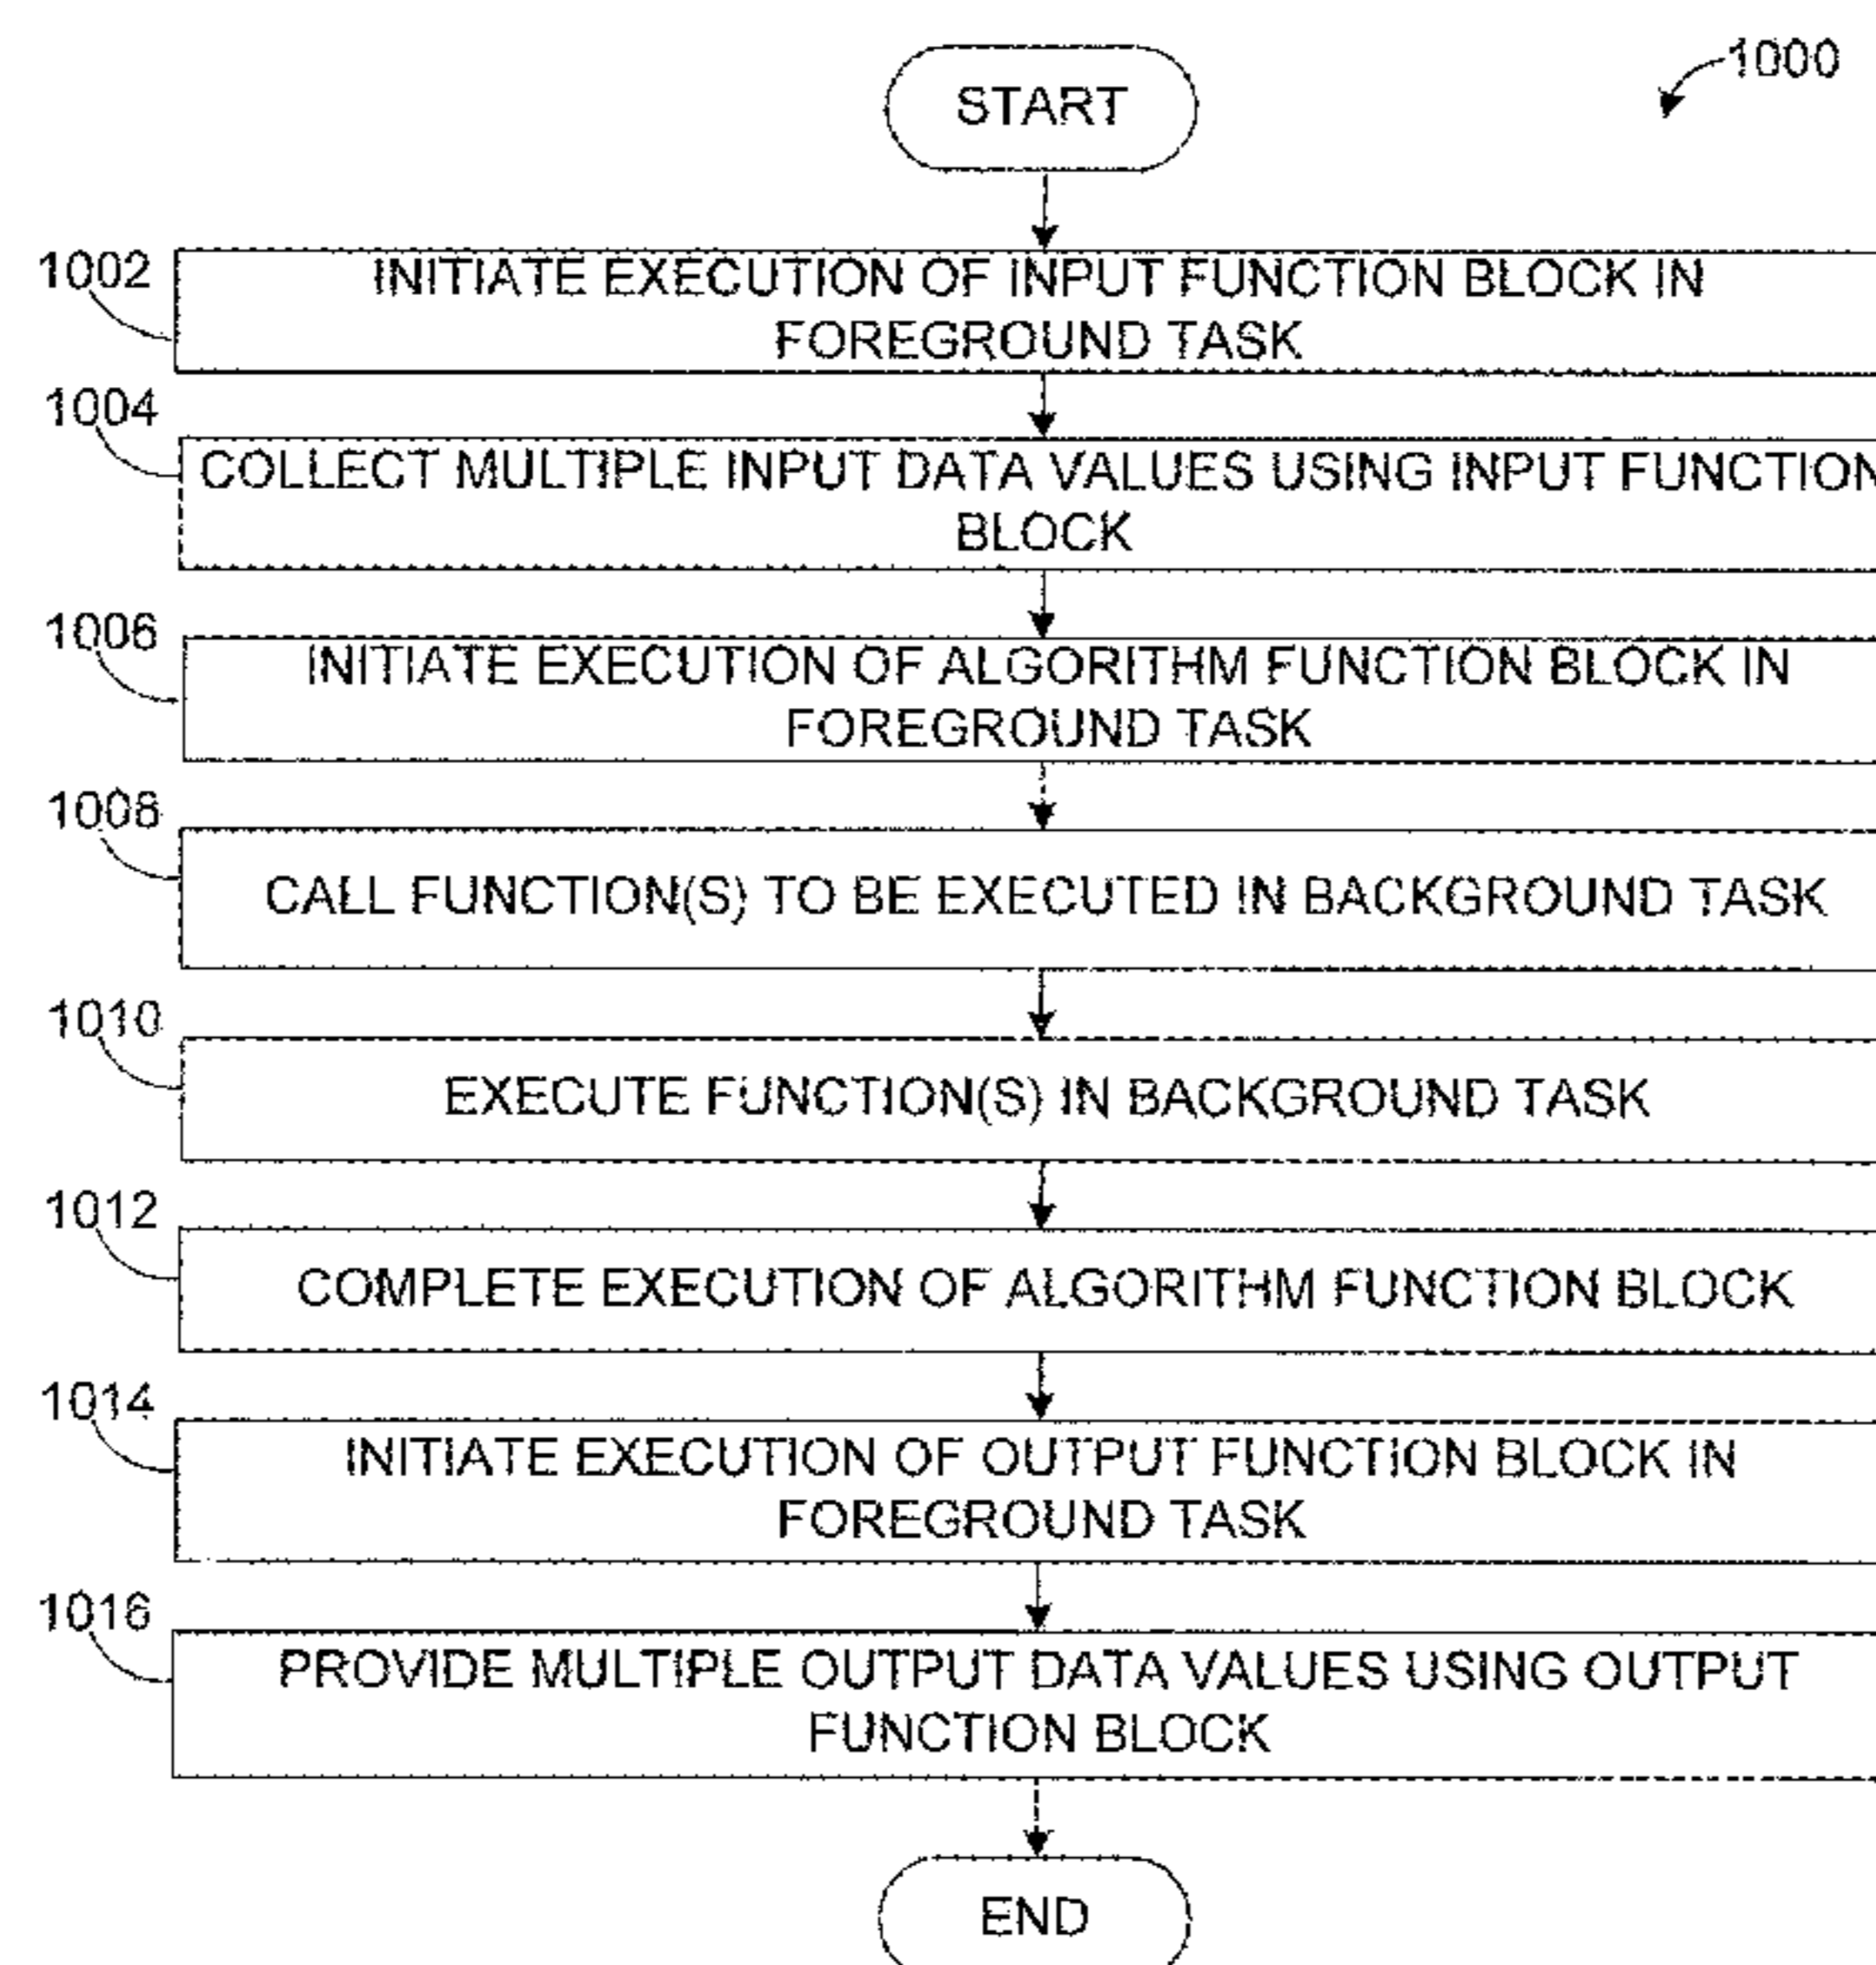 1000
START
1002
INITIATE EXECUTION OF INPUT FUNCTION BLOCK IN
FOREGROUND TASK
1004
COLLECT MULTIPLE INPUT DATA VALUES USING INPUT FUNCTION
BLOCK
1006
INITIATE EXECUTION OF ALGORITHM FUNCTION BLOCK IN
FOREGROUND TASK
1008
CALL FUNCTION(S) TO BE EXECUTED IN BACKGROUND TASK
1010
EXECUTE FUNCTION(S) IN BACKGROUND TASK
1012
COMPLETE EXECUTION OF ALGORITHM FUNCTION BLOCK
1014
INITIATE EXECUTION OF OUTPUT FUNCTION BLOCK IN
FOREGROUND TASK
1016
PROVIDE MULTIPLE OUTPUT DATA VALUES USING OUTPUT
FUNCTION BLOCK
END